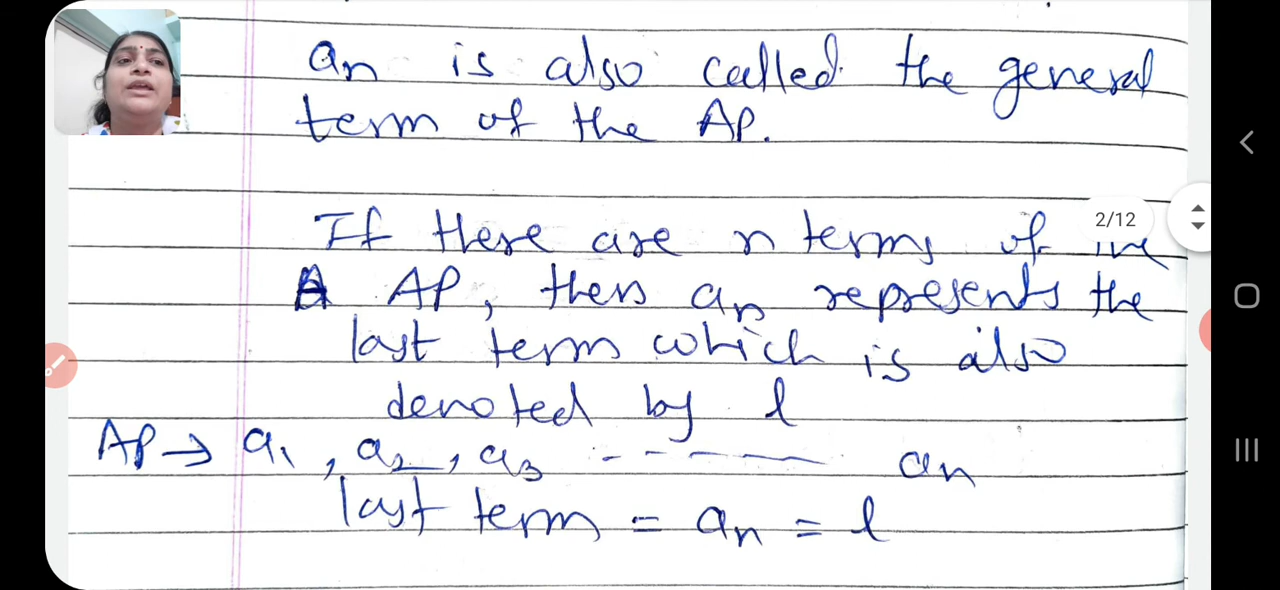 an is also called the general
term of the AP.
2/12
If there are n terms of
AP, then an represents the
last term which is also
denoted by l
AP → a1, a2, a3 ------ an
last term = an = l